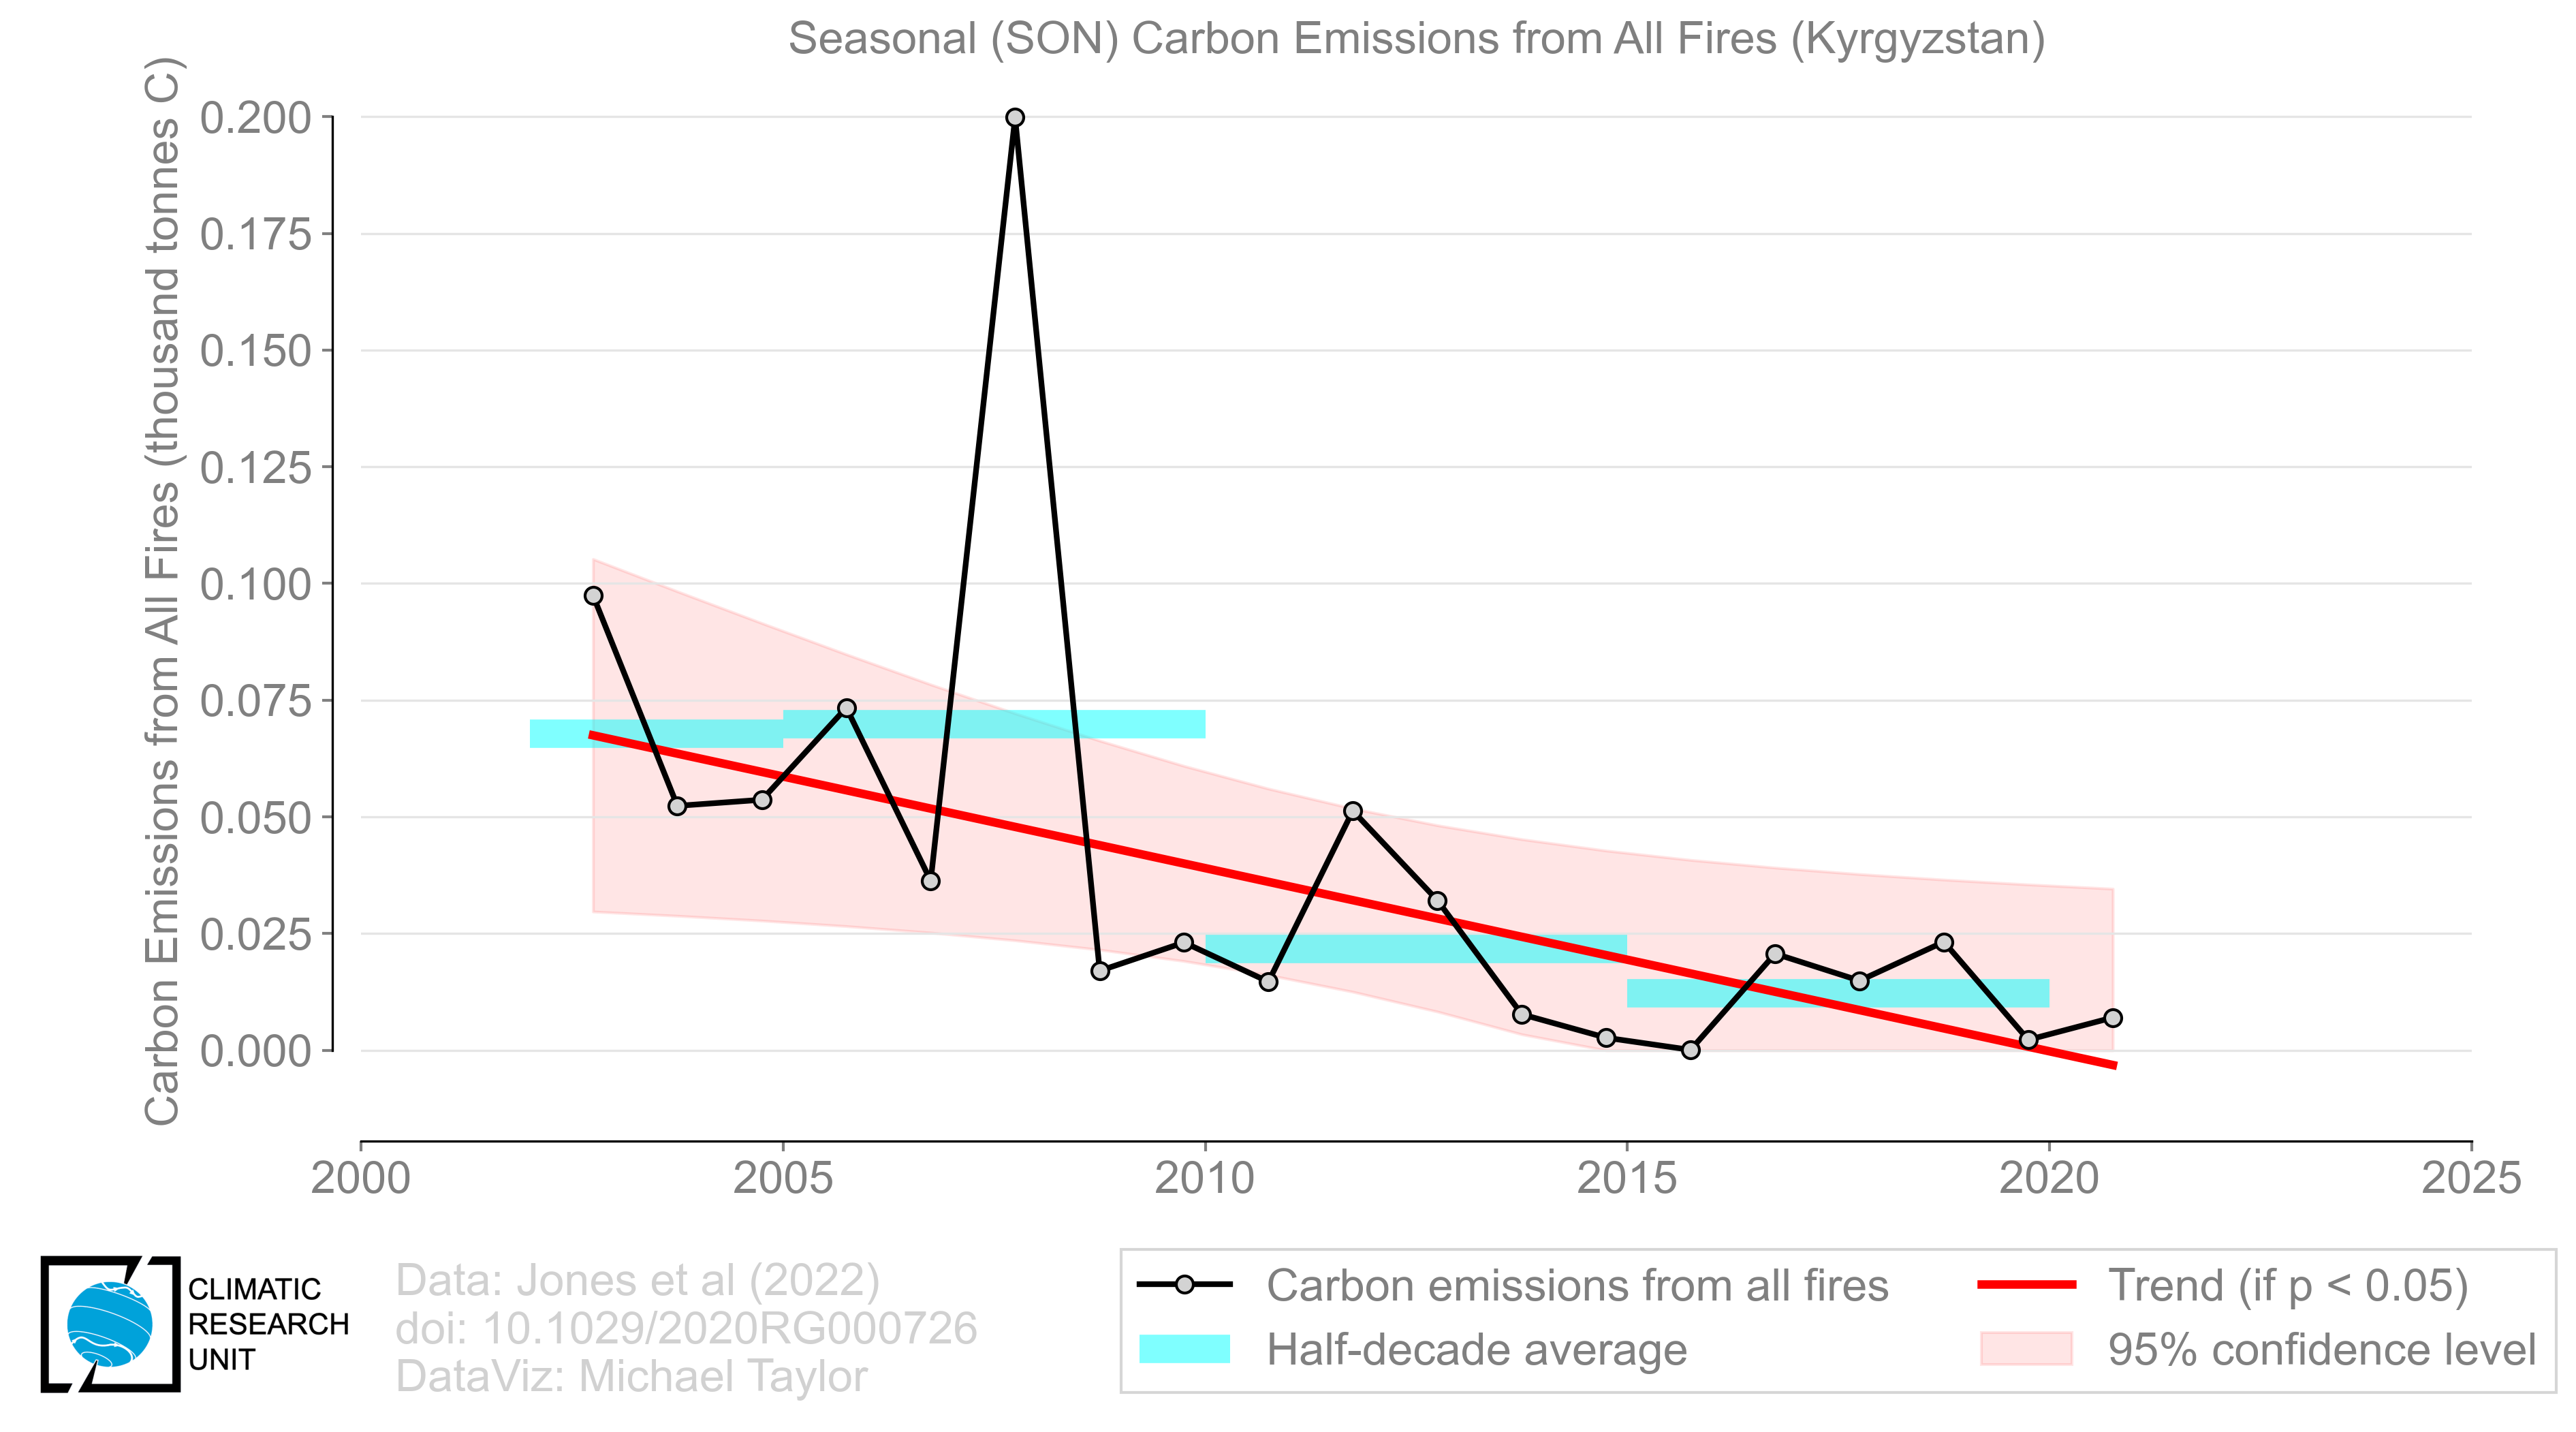 Seasonal (SON) Carbon Emissions from All Fires (Kyrgyzstan)
Carbon Emissions from All Fires (thousand tonnes C)
0.200
0.175
0.150
0.125
0.100
0.075
0.050
0.025
0.000
2000 2005 2010 2015 2020 2025
CLIMATIC
RESEARCH
UNIT
Data: Jones et al (2022)
doi: 10.1029/2020RG000726
DataViz: Michael Taylor
Carbon emissions from all fires
Half-decade average
Trend (if p < 0.05)
95% confidence level